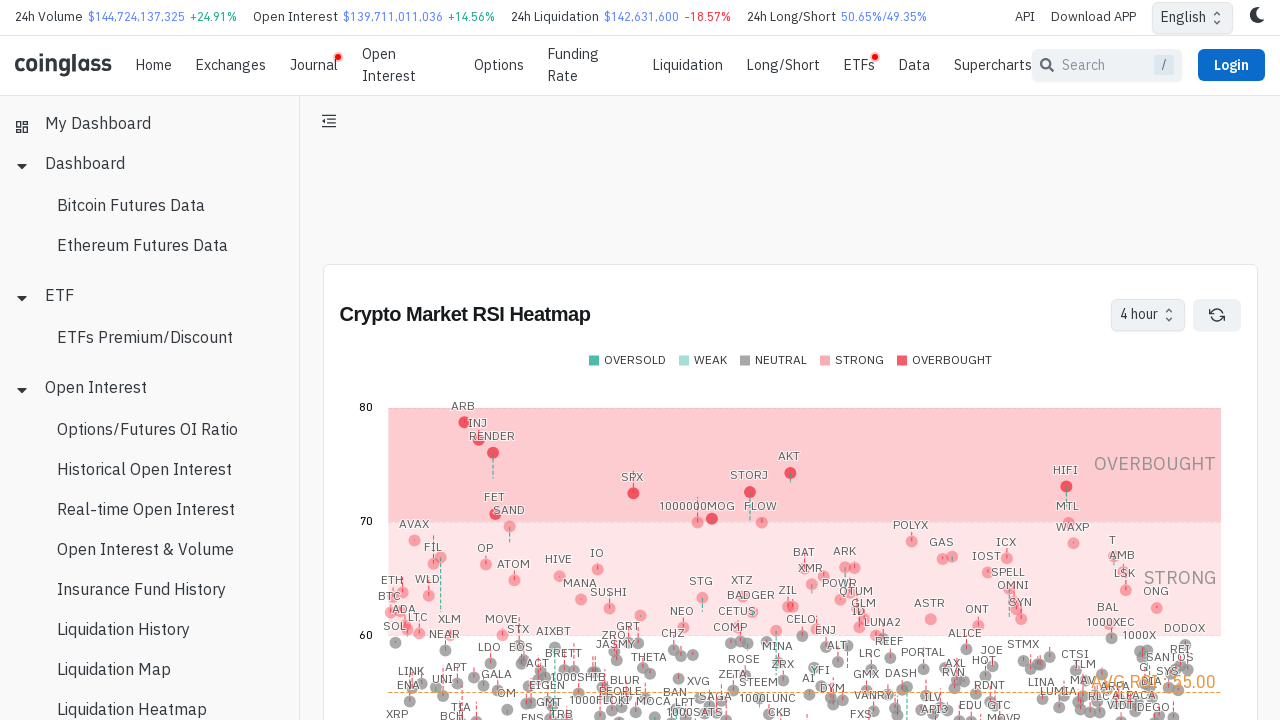 24h Volume $144,724,137,325 +24.91% Open Interest $139,711,011,036 +14.56% 24h Liquidation $142,631,600 -18.57% 24h Long/Short 50.65%/49.35% API Download APP English
coinglass Home Exchanges Journal Open Interest Options Funding Rate Liquidation Long/Short ETFs Data Supercharts Search / Login
My Dashboard
Dashboard
Bitcoin Futures Data
Ethereum Futures Data
ETF
ETFs Premium/Discount
Open Interest
Options/Futures OI Ratio
Historical Open Interest
Real-time Open Interest
Open Interest & Volume
Insurance Fund History
Liquidation History
Liquidation Map
Liquidation Heatmap
Crypto Market RSI Heatmap
4 hour
OVERSOLD WEAK NEUTRAL STRONG OVERBOUGHT
80
ARB
INJ
RENDER
AKT
OVERBOUGHT
SPX
STORJ
HIFI
FET
SAND
1000000MOG
FLOW
MTL
70
AVAX
POLYX
WAXP
FIL
OP
ATOM
HIVE
IO
BAT
ARK
GAS
IOST
ICX
T
AMB
ETH
WLD
MANA
SUSHI
STG
XTZ
ZIL
XMR
SPELL
OMNI
LSK
STRONG
BTC
ADA
LTC
BADGER
QTUM
ONG
SOL
XLM
MOVE
NEO
CETUS
CELO
GLM
ASTR
ONT
SYN
BAL
60
NEAR
STX
EOS
AIXBT
ZRO
GRT
JASMY
CHZ
COMP
ENJ
LUNA2
ALICE
1000XEC
1000X
DODOX
LDO
BRETT
THETA
ROSE
MINA
ALT
REEF
LRC
PORTAL
JOE
HOT
STMX
CTSI
TLM
REI
SANTOS
LINK
UNI
APT
GALA
ACT
1000SHIB
BLUR
XVG
ZETA
ZRX
YFI
GMX
DASH
AXL
RVN
ENA
EIGEN
PEOPLE
BAN
STEEM
AI
DYM
VANRY
RDNT
LINA
LUMIA
OM
GMT
1000FLOKI
MOCA
LPT
SAGA
1000LUNC
ILV
EDU
GTC
RLC
ALPACA
XRP
BCH
TIA
ENS
TRB
1000SATS
CKB
FXS
API3
MOVR
VIDT
DEGO